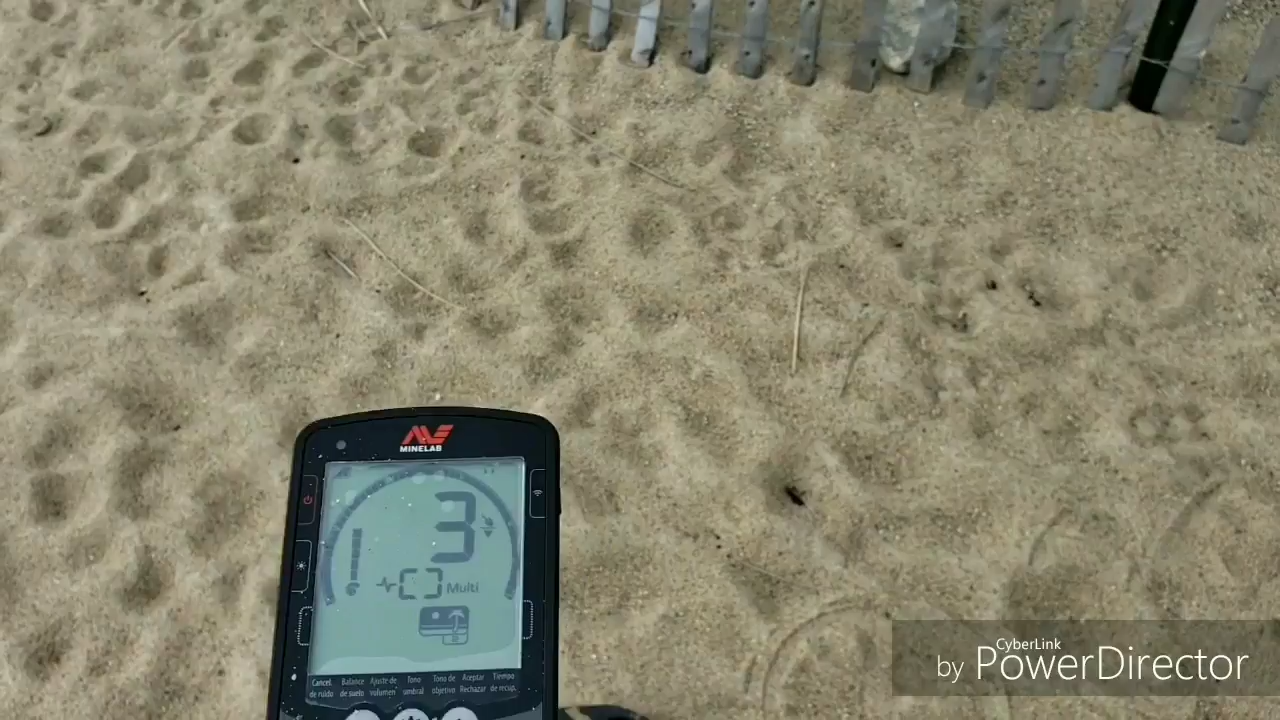 MINELAB
3
Multi
Cancel. de ruido
Balance de suelo
Ajuste de volumen
Tono umbral
Tono de objetivo
Aceptar Rechazar
Tiempo de recup.
CyberLink
by PowerDirector